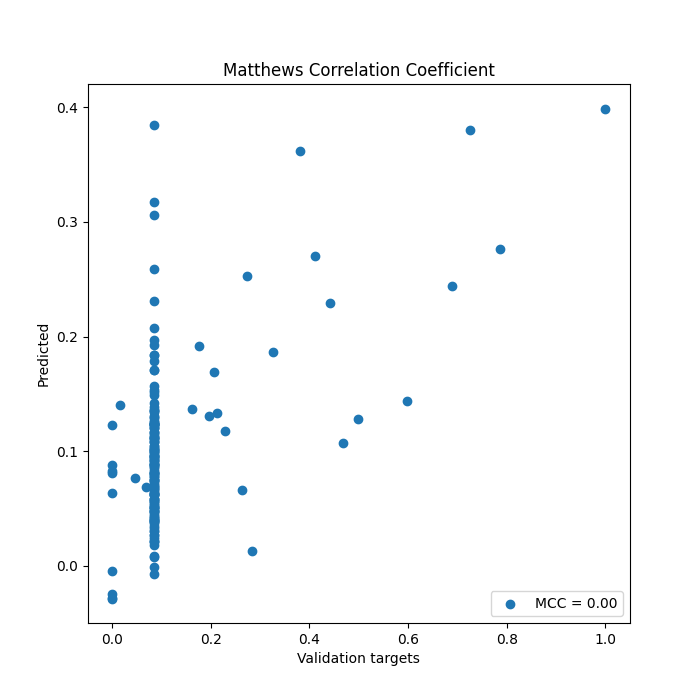 Matthews Correlation Coefficient
0.4
0.3
0.2
0.1
0.0
Predicted
MCC = 0.00
0.0 0.2 0.4 0.6 0.8 1.0
Validation targets